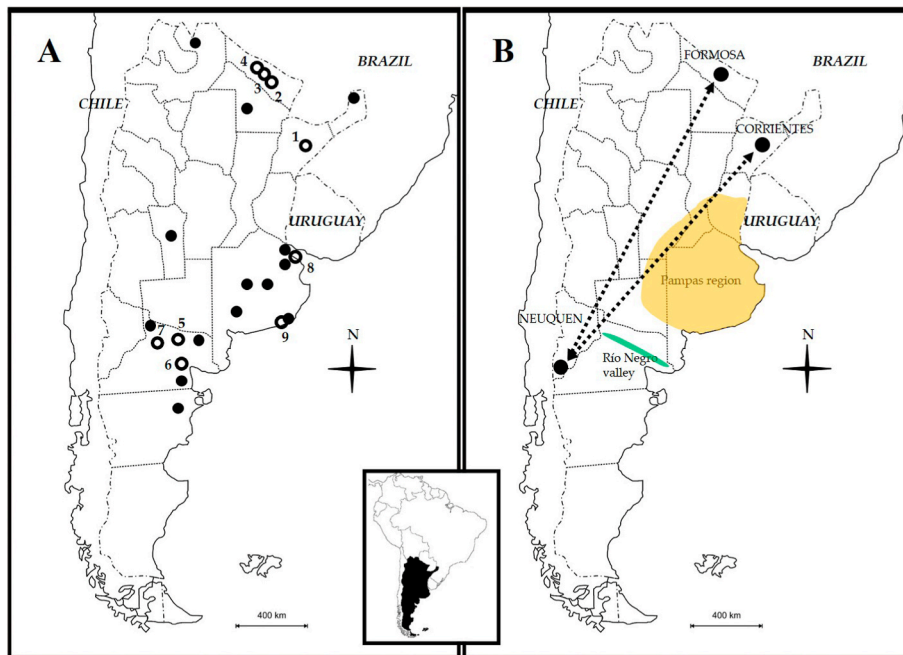 A
BRAZIL
4
3
2
CHILE
1
URUGUAY
8
5
7
9
6
N
400 km
B
FORMOSA
BRAZIL
CHILE
CORRIENTES
URUGUAY
Pampas region
NEUQUEN
Río Negro
valley
N
400 km